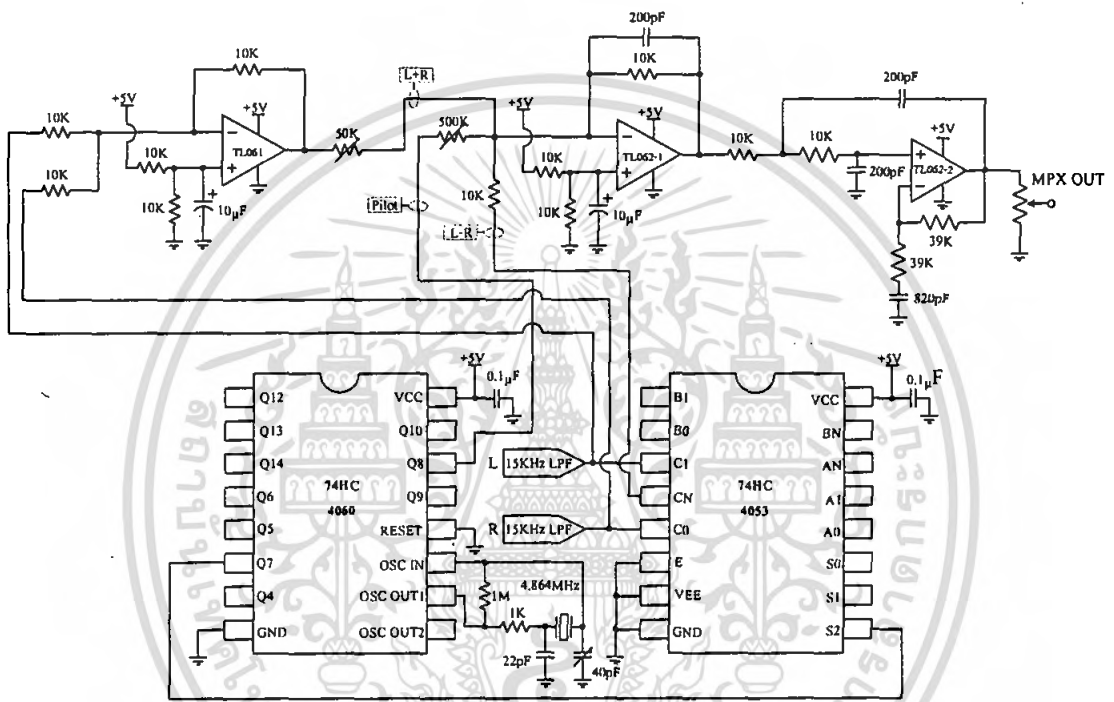 200pF
10K
10K
L+R
200pF
+5V
+5V
10K
50K
500K
+5V
+5V
10K
10K
+5V
TL061
10K
TL062-1
TL062-2
10K
10K
10K
200pF
MPX OUT
10K
10µF
Pilot
10K
10µF
39K
L-R
39K
820pF
+5V
0.1µF
+5V
0.1µF
Q12
VCC
B1
VCC
Q13
Q10
B0
BN
Q14
Q8
L
15KHz LPF
C1
AN
74HC
4060
74HC
4053
Q6
Q9
CN
A1
Q5
RESET
R
15KHz LPF
C0
A0
Q7
OSC IN
4.864MHz
E
S0
Q4
OSC OUT1
1M
1K
VEE
S1
GND
OSC OUT2
22pF
40pF
GND
S2